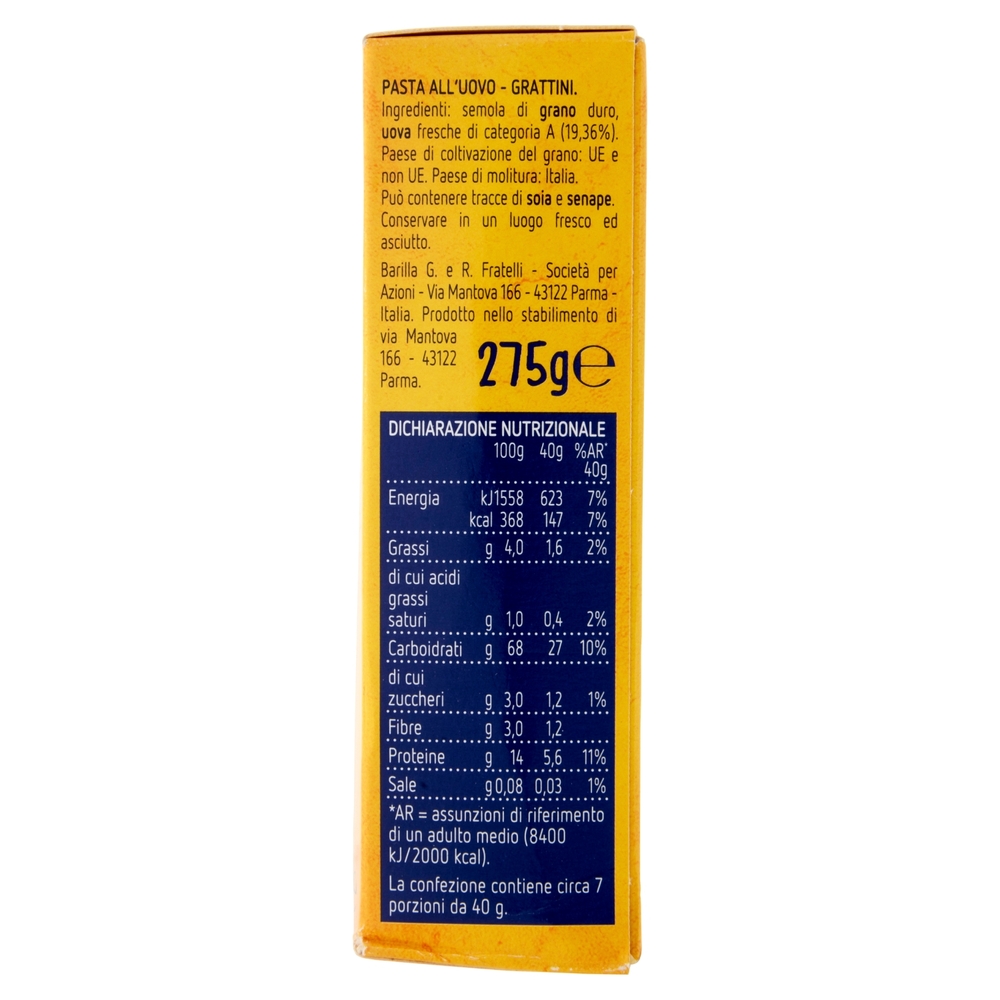 PASTA ALL'UOVO - GRATTINI.
Ingredienti: semola di grano duro,
uova fresche di categoria A (19,36%).
Paese di coltivazione del grano: UE e
non UE. Paese di molitura: Italia.
Può contenere tracce di soia e senape.
Conservare in un luogo fresco ed
asciutto.
Barilla G. e R. Fratelli - Società per
Azioni - Via Mantova 166 - 43122 Parma -
Italia. Prodotto nello stabilimento di
via Mantova
166 - 43122
Parma.
275g℮
DICHIARAZIONE NUTRIZIONALE
100g 40g %AR*
40g
Energia kJ1558 623 7%
kcal 368 147 7%
Grassi g 4,0 1,6 2%
di cui acidi
grassi
saturi g 1,0 0,4 2%
Carboidrati g 68 27 10%
di cui
zuccheri g 3,0 1,2 1%
Fibre g 3,0 1,2
Proteine g 14 5,6 11%
Sale g0,08 0,03 1%
*AR = assunzioni di riferimento
di un adulto medio (8400
kJ/2000 kcal).
La confezione contiene circa 7
porzioni da 40 g.